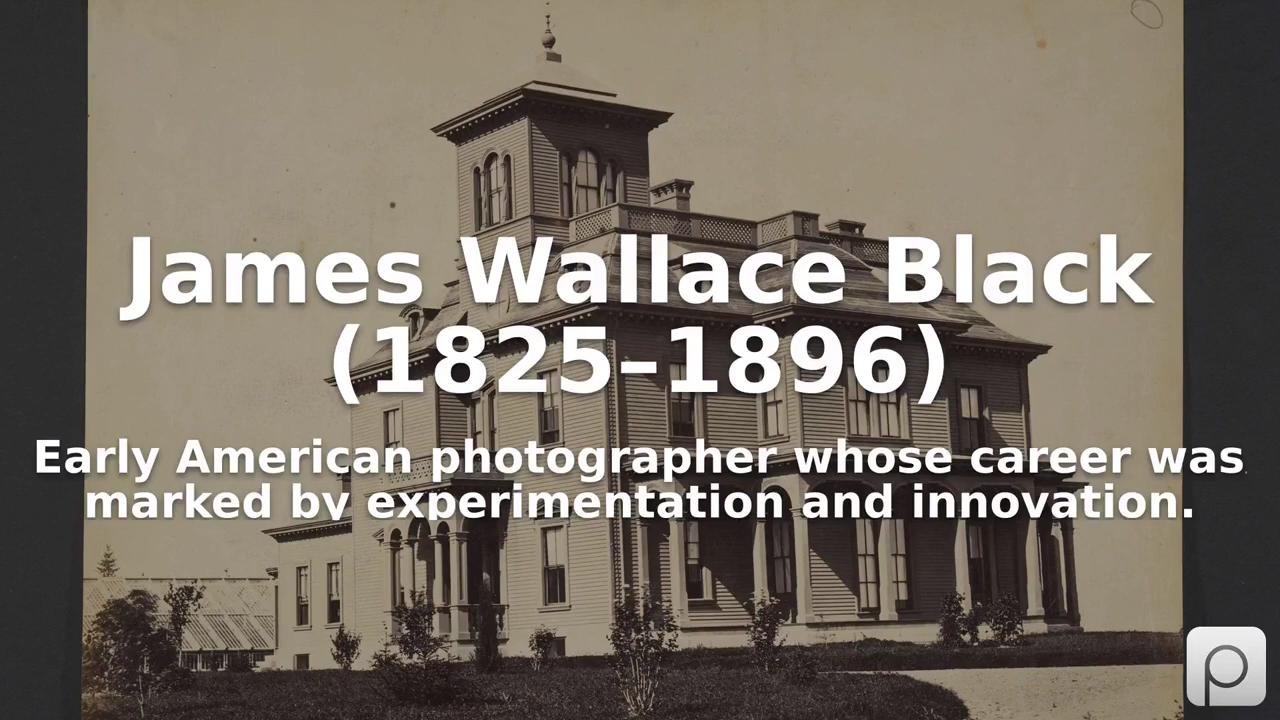 James Wallace Black
(1825–1896)
Early American photographer whose career was
marked by experimentation and innovation.